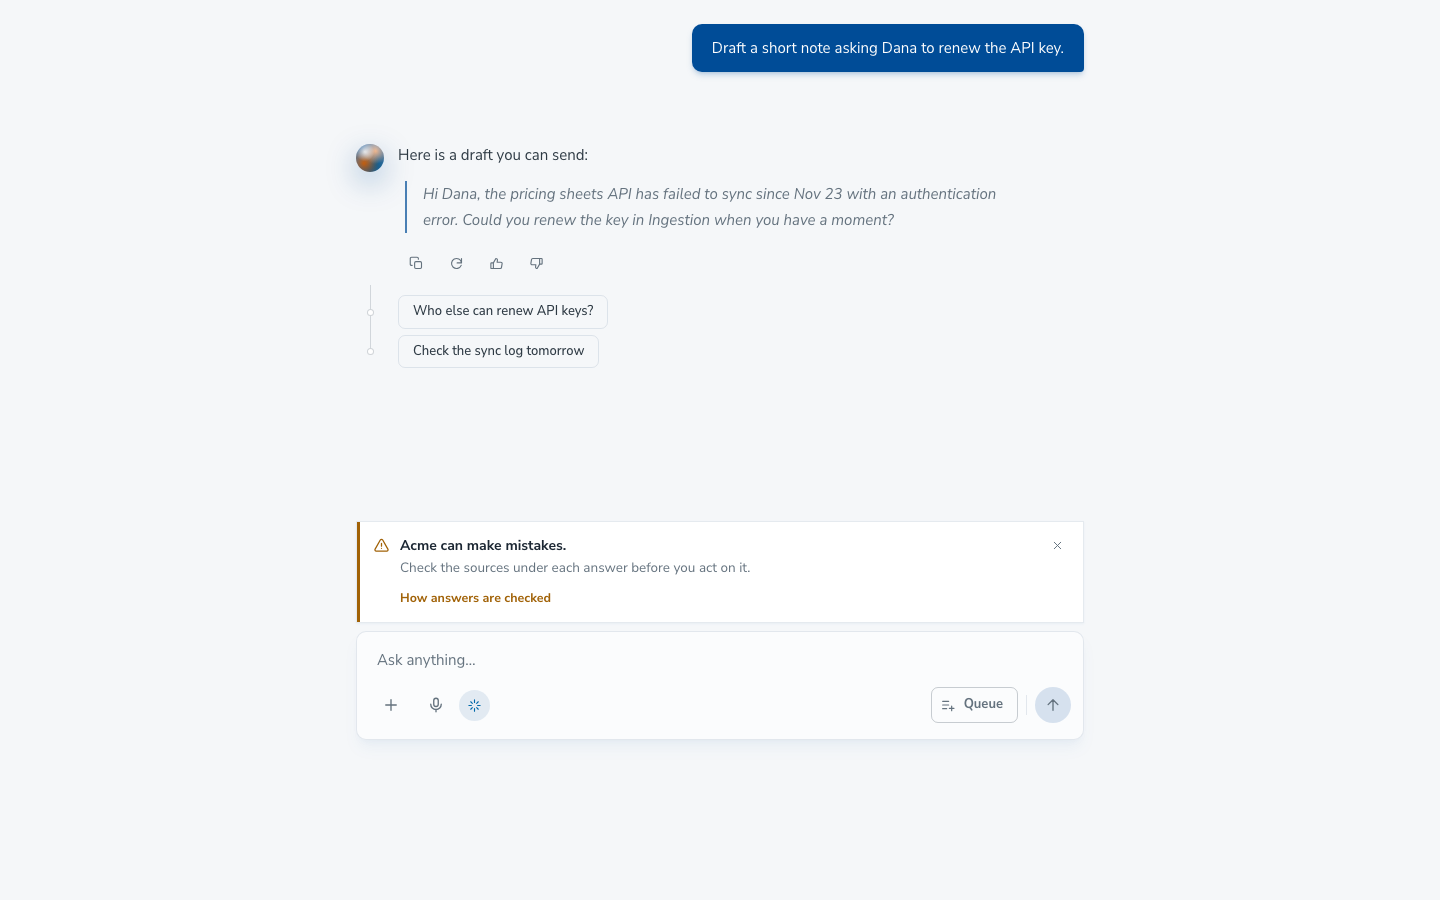 Draft a short note asking Dana to renew the API key.
Here is a draft you can send:
Hi Dana, the pricing sheets API has failed to sync since Nov 23 with an authentication
error. Could you renew the key in Ingestion when you have a moment?
Who else can renew API keys?
Check the sync log tomorrow
Acme can make mistakes.
Check the sources under each answer before you act on it.
How answers are checked
Ask anything...
Queue